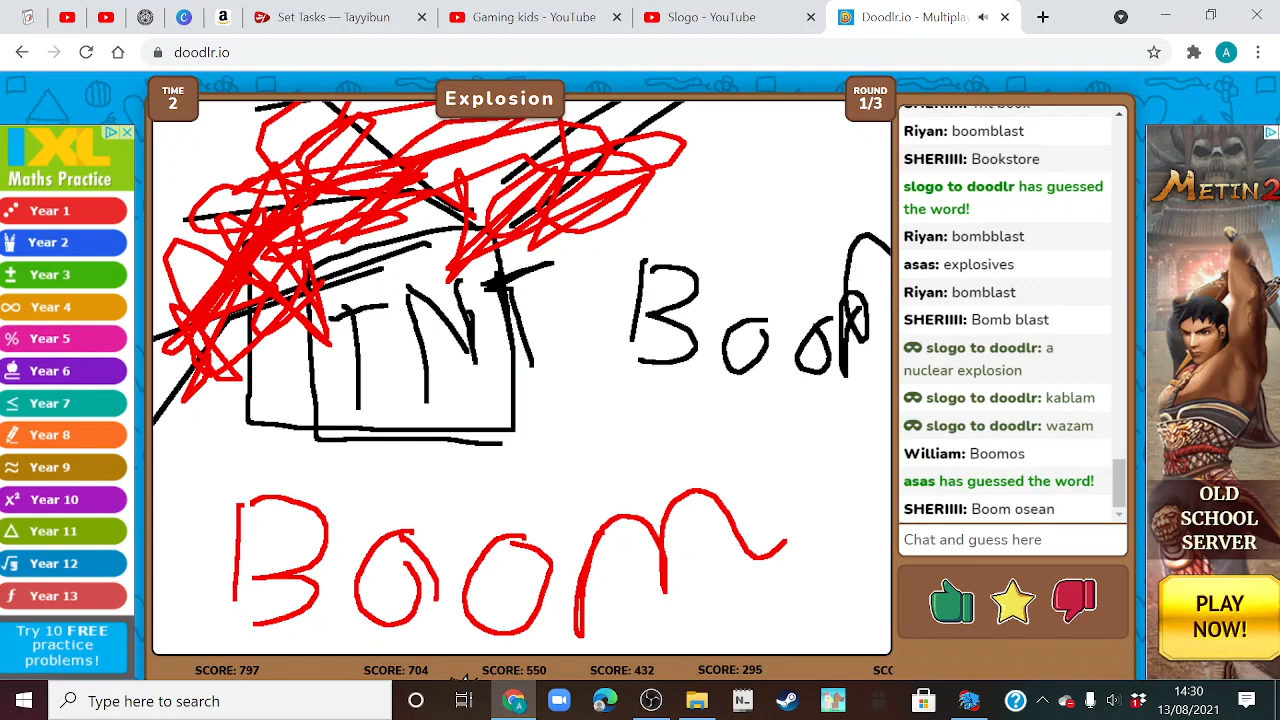 Set Tasks — Tayyibun
Gaming kids - YouTube
Slogo - YouTube
Doodlr.io - Multipla
doodlr.io
A
TIME
2
Explosion
ROUND
1/3
IXL
Maths Practice
Year 1
Year 2
Year 3
Year 4
Year 5
Year 6
Year 7
Year 8
Year 9
Year 10
Year 11
Year 12
Year 13
Try 10 FREE
practice
problems!
TNT
Boom
Boom
Riyan: boomblast
SHERIIII: Bookstore
slogo to doodlr has guessed
the word!
Riyan: bombblast
asas: explosives
Riyan: bomblast
SHERIIII: Bomb blast
slogo to doodlr: a
nuclear explosion
slogo to doodlr: kablam
slogo to doodlr: wazam
William: Boomos
asas has guessed the word!
SHERIIII: Boom osean
Chat and guess here
METIN2
OLD
SCHOOL
SERVER
PLAY
NOW!
SCORE: 797
SCORE: 704
SCORE: 550
SCORE: 432
SCORE: 295
SCO
Type here to search
14:30
13/08/2021